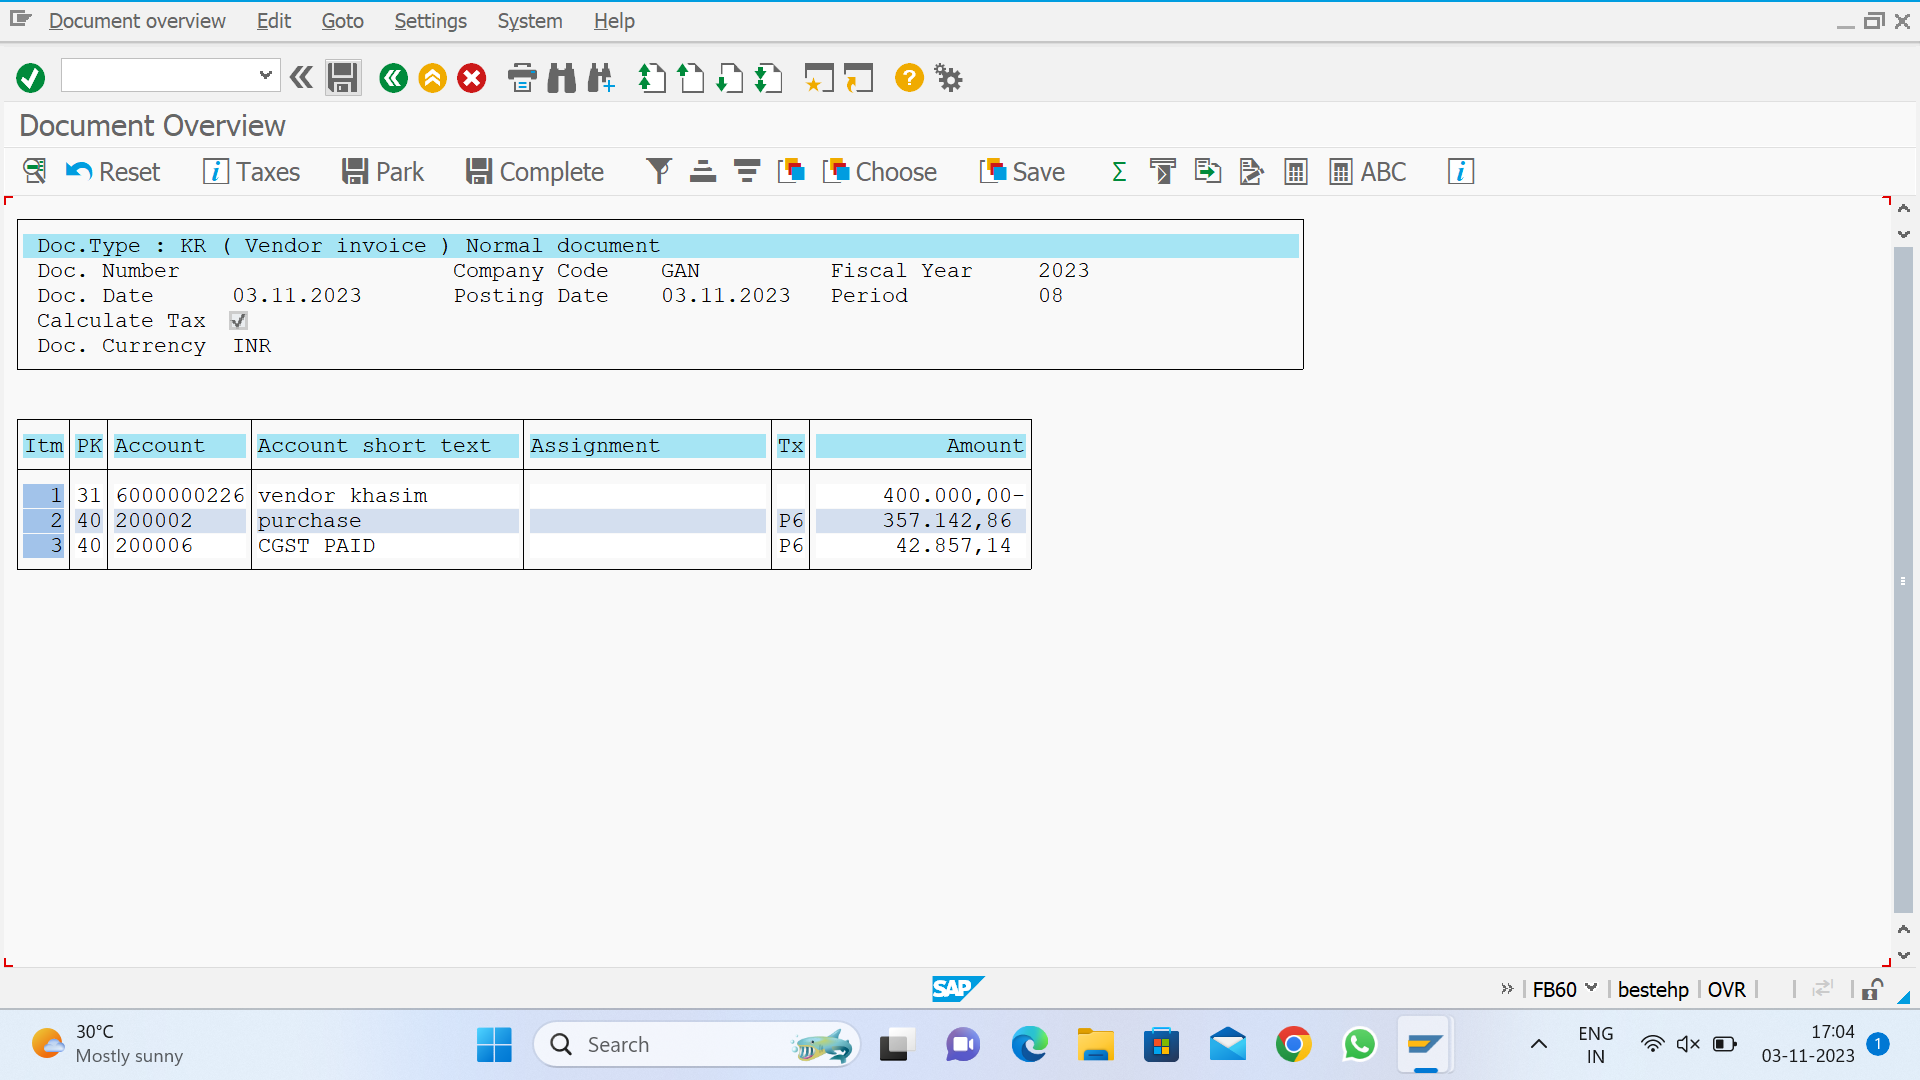 Document overview Edit Goto Settings System Help
Document Overview
Reset Taxes Park Complete Choose Save Σ ABC
Doc.Type : KR ( Vendor invoice ) Normal document
Doc. Number Company Code GAN Fiscal Year 2023
Doc. Date 03.11.2023 Posting Date 03.11.2023 Period 08
Calculate Tax
Doc. Currency INR
Itm PK Account Account short text Assignment Tx Amount
1 31 6000000226 vendor khasim 400.000,00-
2 40 200002 purchase P6 357.142,86
3 40 200006 CGST PAID P6 42.857,14
SAP FB60 bestehp OVR
30°C
Mostly sunny
Search
ENG
IN
17:04
03-11-2023
1